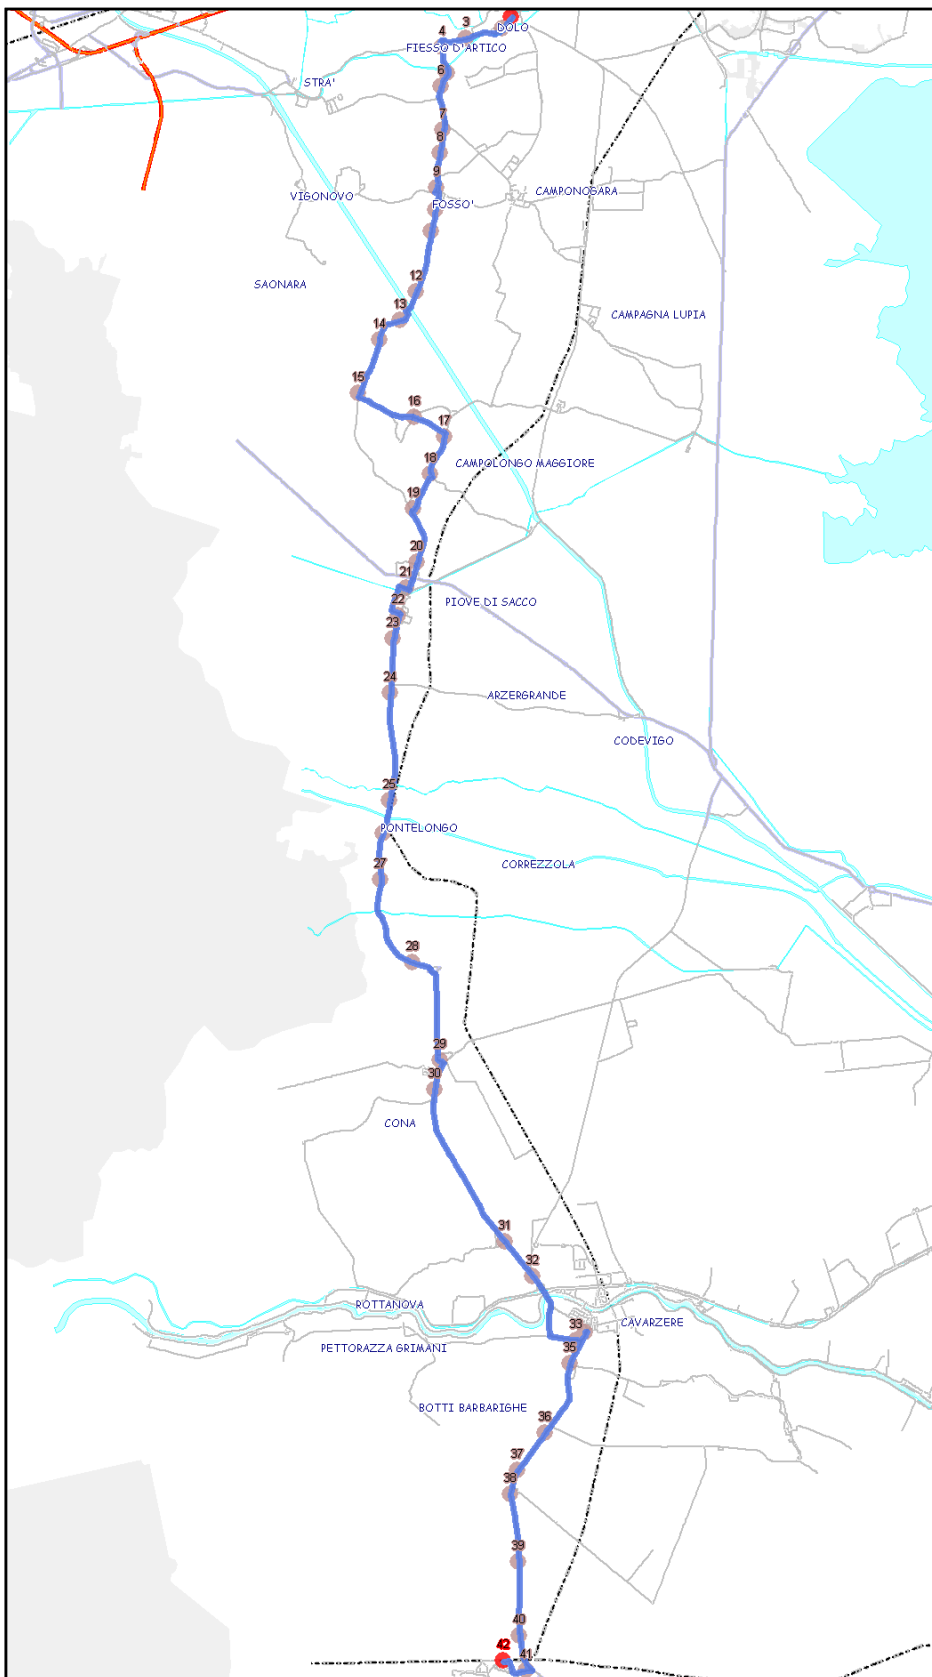 3
DOLO
4
FIESSO D'ARTICO
6
STRA'
7
8
9
VIGONOVO
CAMPONOGARA
FOSSO'
12
SAONARA
13
CAMPAGNA LUPIA
14
15
16
17
18
CAMPOLONGO MAGGIORE
19
20
21
22
PIOVE DI SACCO
23
24
ARZERGRANDE
CODEVIGO
25
PONTELONGO
27
CORREZZOLA
28
29
30
CONA
31
32
ROTTANOVA
33
CAVARZERE
PETTORAZZA GRIMANI
35
BOTTI BARBARIGHE
36
37
38
39
40
42
41